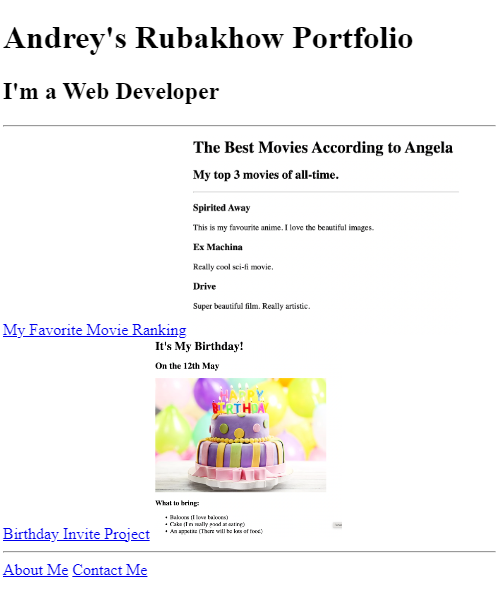 Andrey's Rubakhow Portfolio
I'm a Web Developer
The Best Movies According to Angela
My top 3 movies of all-time.
Spirited Away
This is my favourite anime. I love the beautiful images.
Ex Machina
Really cool sci-fi movie.
Drive
Super beautiful film. Really artistic.
My Favorite Movie Ranking
It's My Birthday!
On the 12th May
HAPPY
BIRTHDAY
What to bring:
Baloons (I love baloons)
Cake (I'm really good at eating)
An appetite (There will be lots of food)
Birthday Invite Project
About Me Contact Me